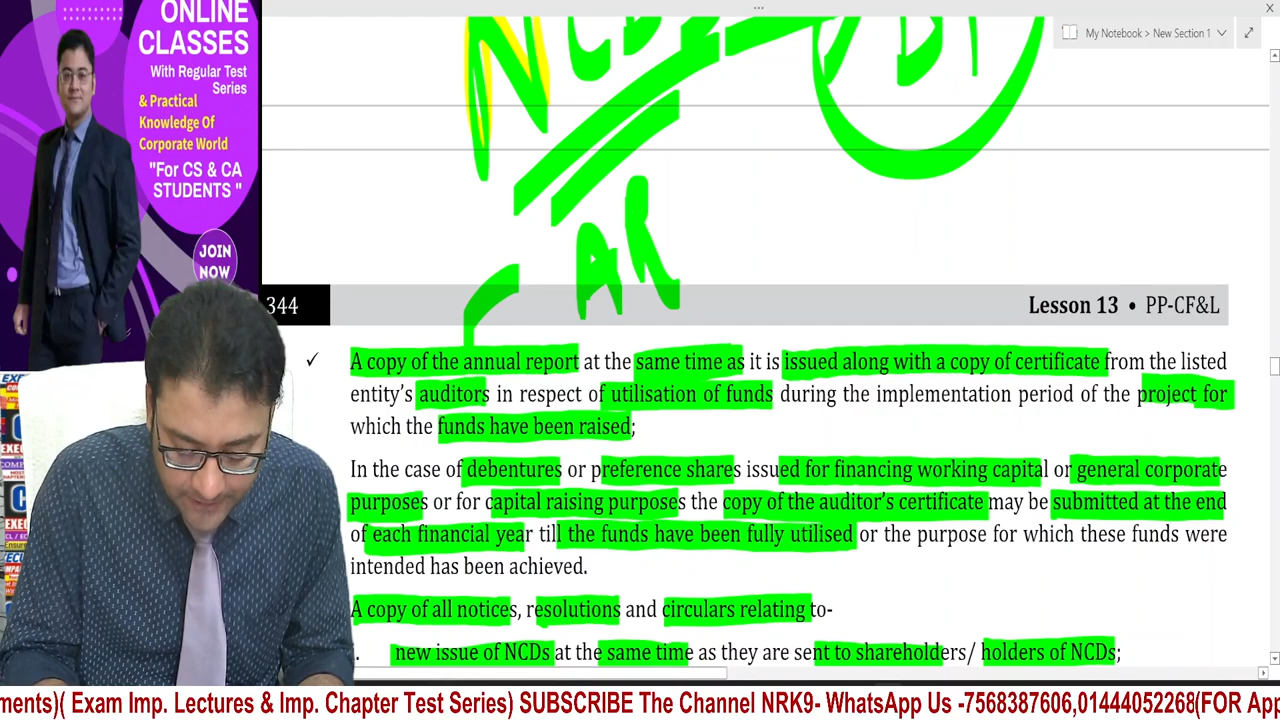 ONLINE
CLASSES
With Regular Test
Series
& Practical
Knowledge Of
Corporate World
"For CS & CA
STUDENTS "
JOIN
NOW
My Notebook > New Section 1
AR
344
Lesson 13 • PP-CF&L
✓ A copy of the annual report at the same time as it is issued along with a copy of certificate from the listed
entity's auditors in respect of utilisation of funds during the implementation period of the project for
which the funds have been raised;
In the case of debentures or preference shares issued for financing working capital or general corporate
purposes or for capital raising purposes the copy of the auditor's certificate may be submitted at the end
of each financial year till the funds have been fully utilised or the purpose for which these funds were
intended has been achieved.
A copy of all notices, resolutions and circulars relating to-
new issue of NCDs at the same time as they are sent to shareholders/ holders of NCDs;
ments)( Exam Imp. Lectures & Imp. Chapter Test Series) SUBSCRIBE The Channel NRK9- WhatsApp Us -7568387606,01444052268(FOR App